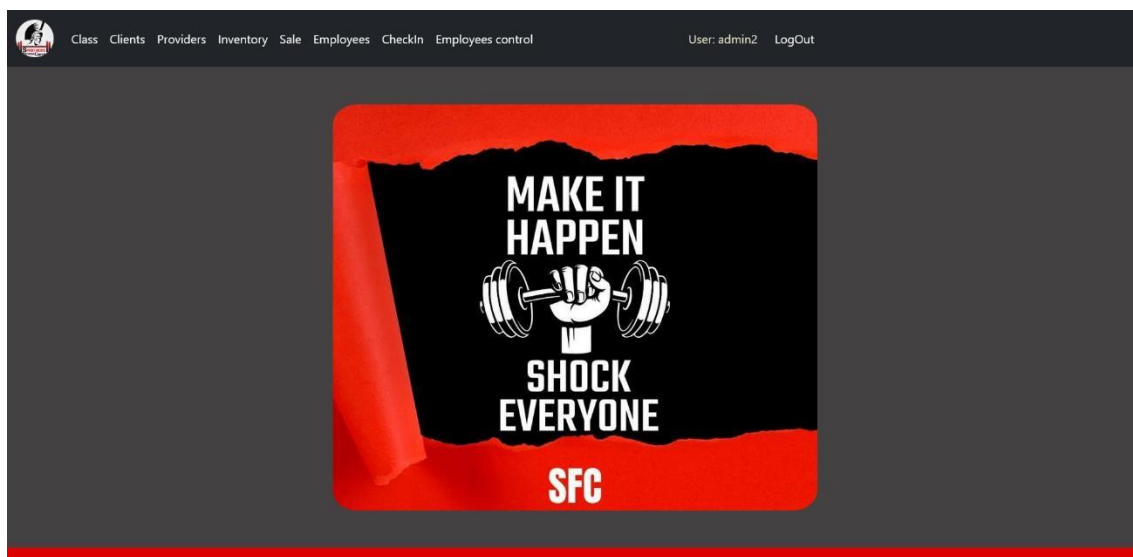 Class Clients Providers Inventory Sale Employees CheckIn Employees control User: admin2 LogOut
MAKE IT
HAPPEN
SHOCK
EVERYONE
SFC